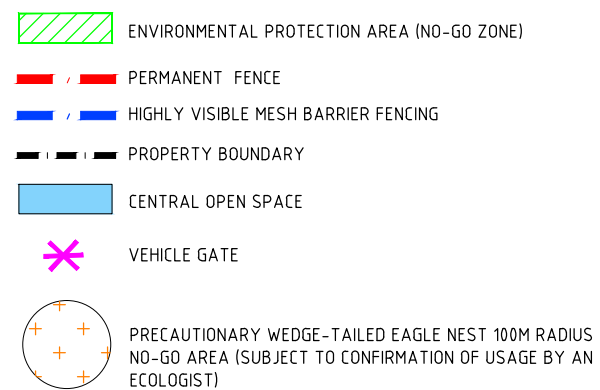 ENVIRONMENTAL PROTECTION AREA (NO-GO ZONE)
PERMANENT FENCE
HIGHLY VISIBLE MESH BARRIER FENCING
PROPERTY BOUNDARY
CENTRAL OPEN SPACE
VEHICLE GATE
PRECAUTIONARY WEDGE-TAILED EAGLE NEST 100M RADIUS
NO-GO AREA (SUBJECT TO CONFIRMATION OF USAGE BY AN
ECOLOGIST)